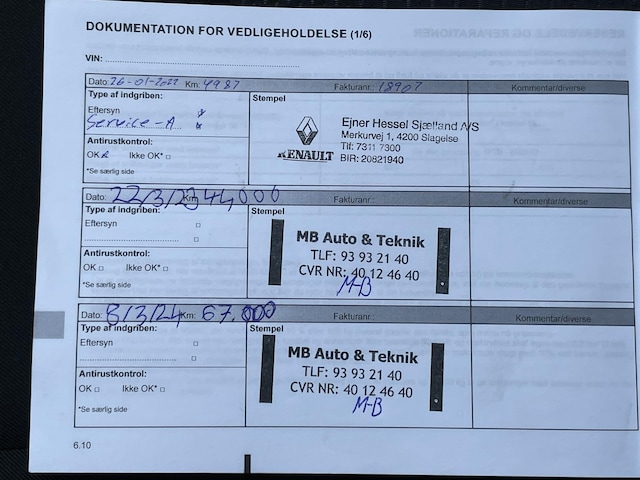 DOKUMENTATION FOR VEDLIGEHOLDELSE (1/6)
VIN:
Dato: 26-01-2022 Km: 4987 Fakturanr.: 18907 Kommentar/diverse
Type af indgriben: Stempel
Eftersyn
Service-A
Antirustkontrol:
OK Ikke OK*
*Se særlig side
Ejner Hessel Sjælland A/S
Merkurvej 1, 4200 Slagelse
Tlf: 7311 7300
RENAULT BIR: 20821940
Dato: 22/3/23 Km: 44,000 Fakturanr.: Kommentar/diverse
Type af indgriben: Stempel
Eftersyn
Antirustkontrol:
OK Ikke OK*
*Se særlig side
MB Auto & Teknik
TLF: 93 93 21 40
CVR NR: 40 12 46 40
M-B
Dato: 8/3/24 Km: 67.000 Fakturanr.: Kommentar/diverse
Type af indgriben: Stempel
Eftersyn
Antirustkontrol:
OK Ikke OK*
*Se særlig side
MB Auto & Teknik
TLF: 93 93 21 40
CVR NR: 40 12 46 40
M-B
6.10